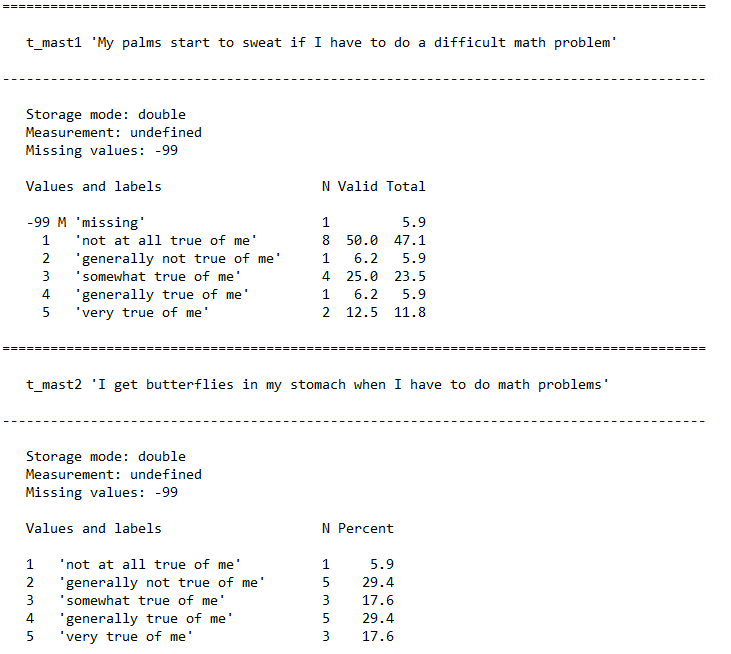 ================================================================================
t_mast1 'My palms start to sweat if I have to do a difficult math problem'
--------------------------------------------------------------------------------
Storage mode: double
Measurement: undefined
Missing values: -99
Values and labels N Valid Total
-99 M 'missing' 1 5.9
1 'not at all true of me' 8 50.0 47.1
2 'generally not true of me' 1 6.2 5.9
3 'somewhat true of me' 4 25.0 23.5
4 'generally true of me' 1 6.2 5.9
5 'very true of me' 2 12.5 11.8
================================================================================
t_mast2 'I get butterflies in my stomach when I have to do math problems'
--------------------------------------------------------------------------------
Storage mode: double
Measurement: undefined
Missing values: -99
Values and labels N Percent
1 'not at all true of me' 1 5.9
2 'generally not true of me' 5 29.4
3 'somewhat true of me' 3 17.6
4 'generally true of me' 5 29.4
5 'very true of me' 3 17.6